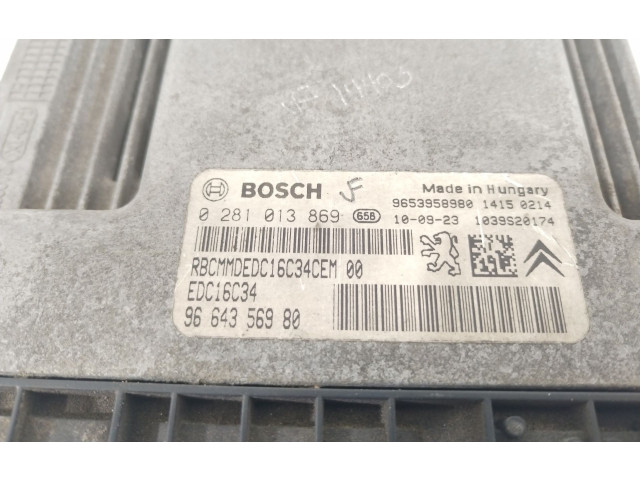 BOSCH F Made in Hungary
9653958980 1415 0214
0 281 013 869 65B 10-09-23 1039S20174
RBCMMDEDC16C34CEM 00
EDC16C34
96 643 569 80